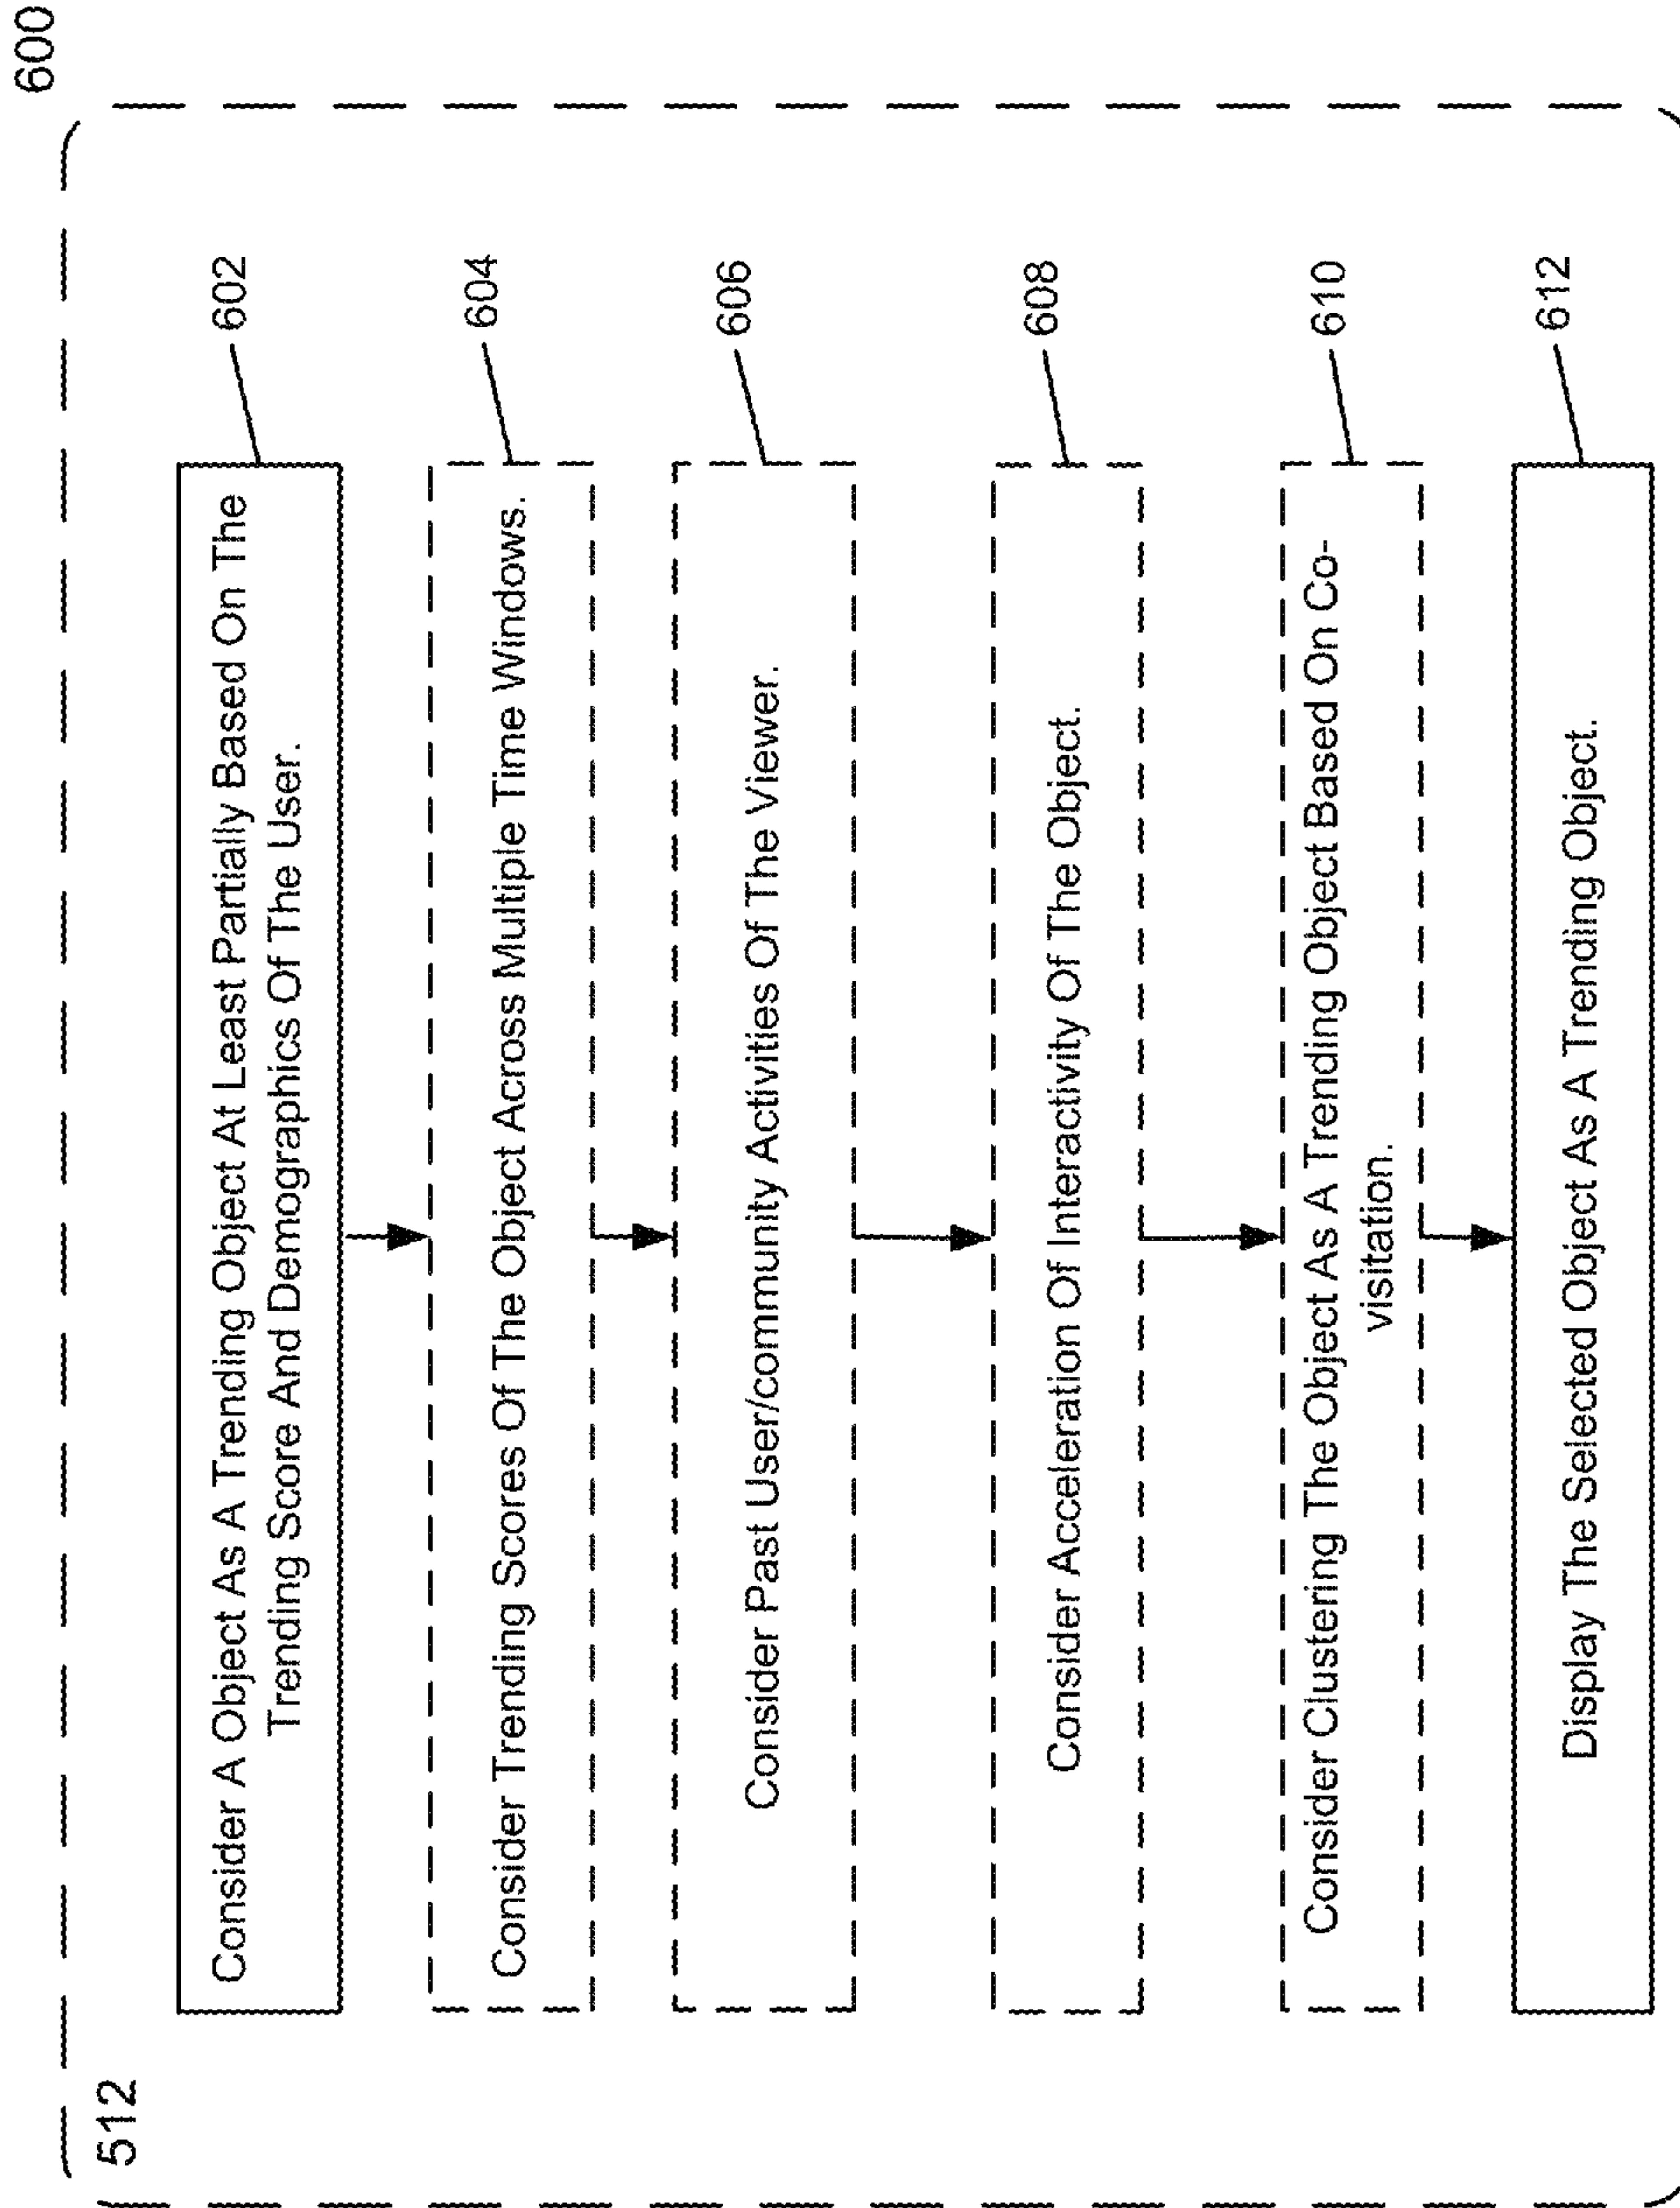 600
512
Consider A Object As A Trending Object At Least Partially Based On The
Trending Score And Demographics Of The User.
602
Consider Trending Scores Of The Object Across Multiple Time Windows.
604
Consider Past User/community Activities Of The Viewer.
606
Consider Acceleration Of Interactivity Of The Object.
608
Consider Clustering The Object As A Trending Object Based On Co-
visitation.
610
Display The Selected Object As A Trending Object.
612